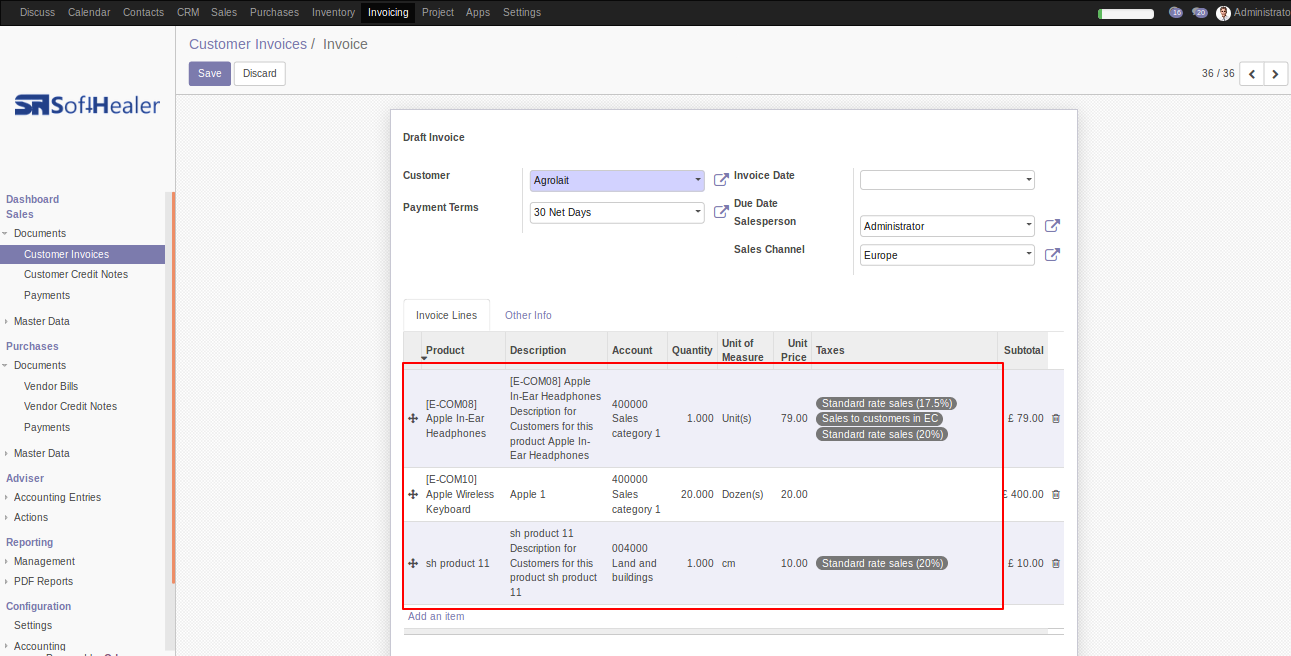 Discuss Calendar Contacts CRM Sales Purchases Inventory Invoicing Project Apps Settings 16 20 Administrato
SoftHealer
Dashboard
Sales
Documents
Customer Invoices
Customer Credit Notes
Payments
Master Data
Purchases
Documents
Vendor Bills
Vendor Credit Notes
Payments
Master Data
Adviser
Accounting Entries
Actions
Reporting
Management
PDF Reports
Configuration
Settings
Accounting
Customer Invoices / Invoice
Save Discard
36 / 36
Draft Invoice
Customer Agrolait
Payment Terms 30 Net Days
Invoice Date
Due Date
Salesperson Administrator
Sales Channel Europe
Invoice Lines Other Info
Product Description Account Quantity Unit of Measure Unit Price Taxes Subtotal
[E-COM08]
Apple In-Ear
Headphones
[E-COM08] Apple
In-Ear Headphones
Description for
Customers for this
product Apple In-
Ear Headphones
400000
Sales
category 1
1.000 Unit(s) 79.00
Standard rate sales (17.5%)
Sales to customers in EC
Standard rate sales (20%)
£ 79.00
[E-COM10]
Apple Wireless
Keyboard
Apple 1
400000
Sales
category 1
20.000 Dozen(s) 20.00
£ 400.00
sh product 11
sh product 11
Description for
Customers for this
product sh product
11
004000
Land and
buildings
1.000 cm 10.00
Standard rate sales (20%)
£ 10.00
Add an item